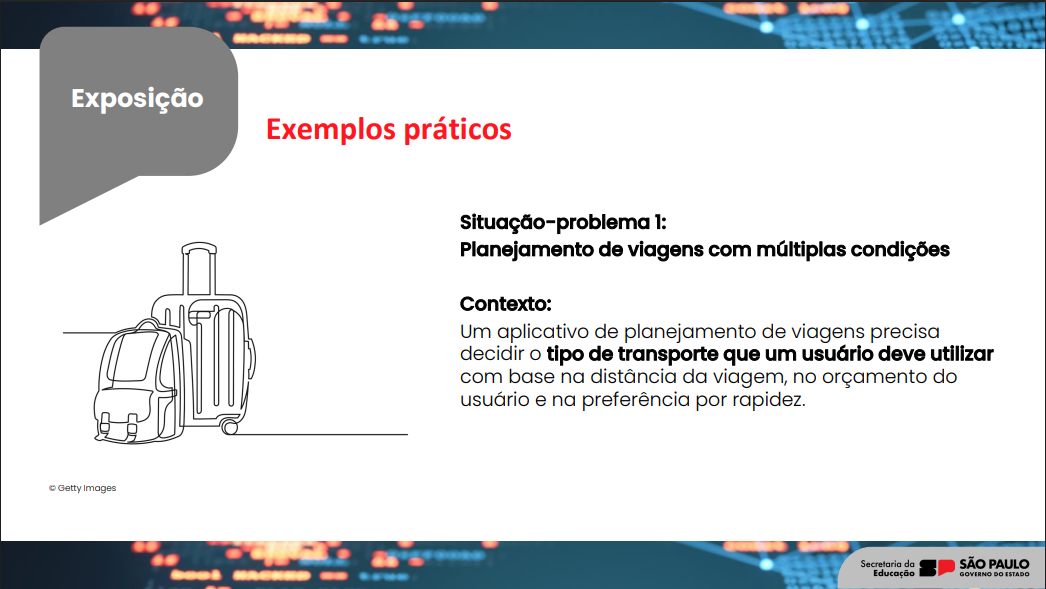 Exposição
Exemplos práticos
Situação-problema 1:
Planejamento de viagens com múltiplas condições
Contexto:
Um aplicativo de planejamento de viagens precisa
decidir o tipo de transporte que um usuário deve utilizar
com base na distância da viagem, no orçamento do
usuário e na preferência por rapidez.
© Getty Images
Secretaria da
Educação
SÃO PAULO
GOVERNO DO ESTADO